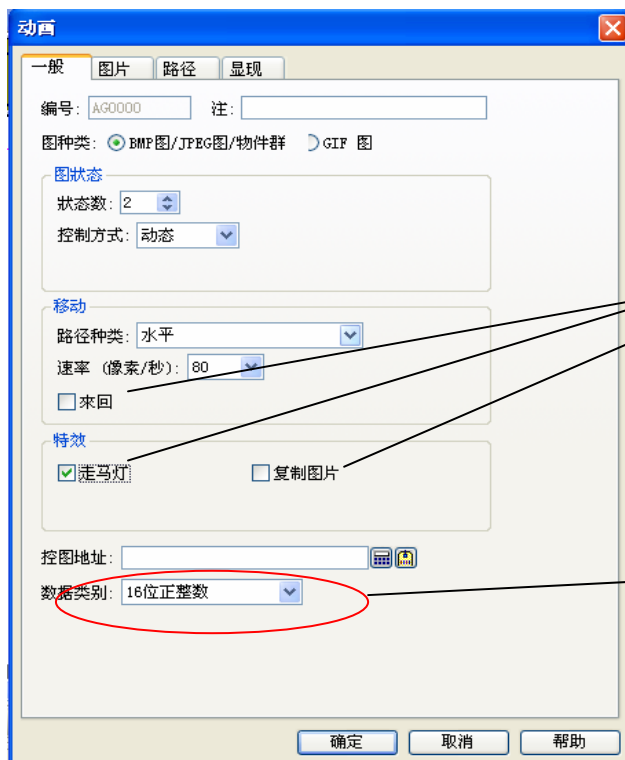 动画
一般 图片 路径 显现
编号: AG0000 注:
图种类: BMP图/JPEG图/物件群 GIF 图
图狀态
狀态数: 2
控制方式: 动态
移动
路径种类: 水平
速率 (像素/秒): 80
來回
特效
走马灯 复制图片
控图地址:
数据类别: 16位正整数
确定 取消 帮助